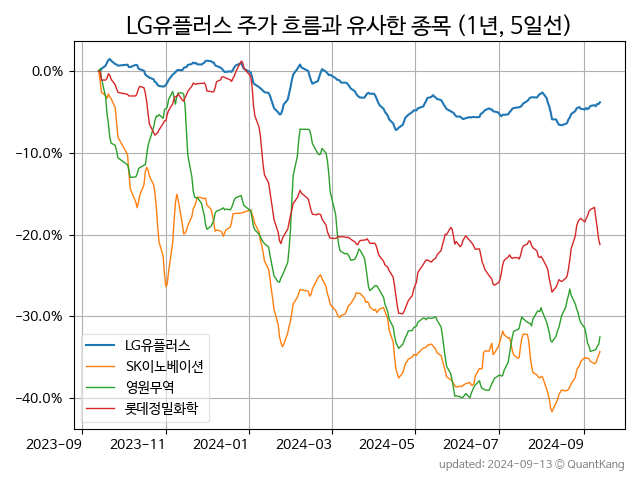 LG유플러스 주가 흐름과 유사한 종목 (1년, 5일선)
0.0%
−10.0%
−20.0%
−30.0%
−40.0%
LG유플러스
SK이노베이션
영원무역
롯데정밀화학
2023-09 2023-11 2024-01 2024-03 2024-05 2024-07 2024-09
updated: 2024-09-13 © QuantKang